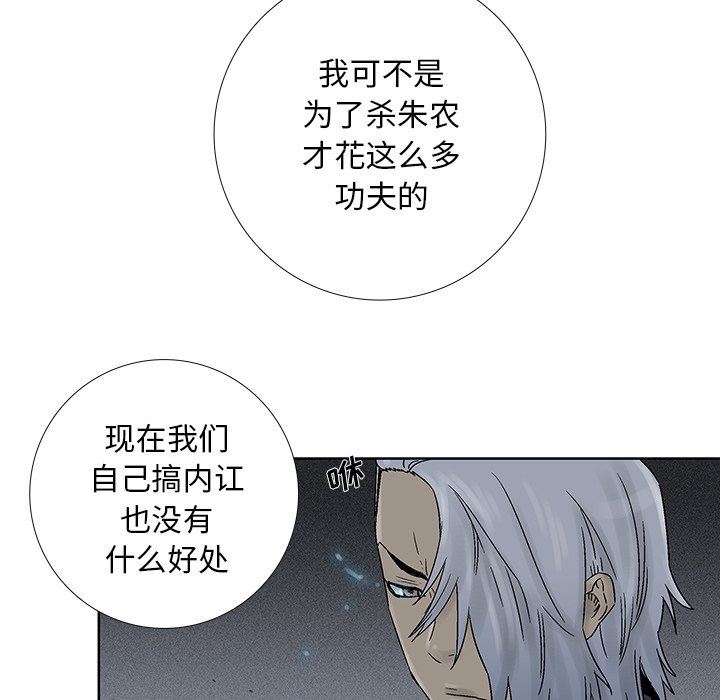 我可不是
为了杀朱农
才花这么多
功夫的
现在我们
自己搞内讧
也没有
什么好处
咻